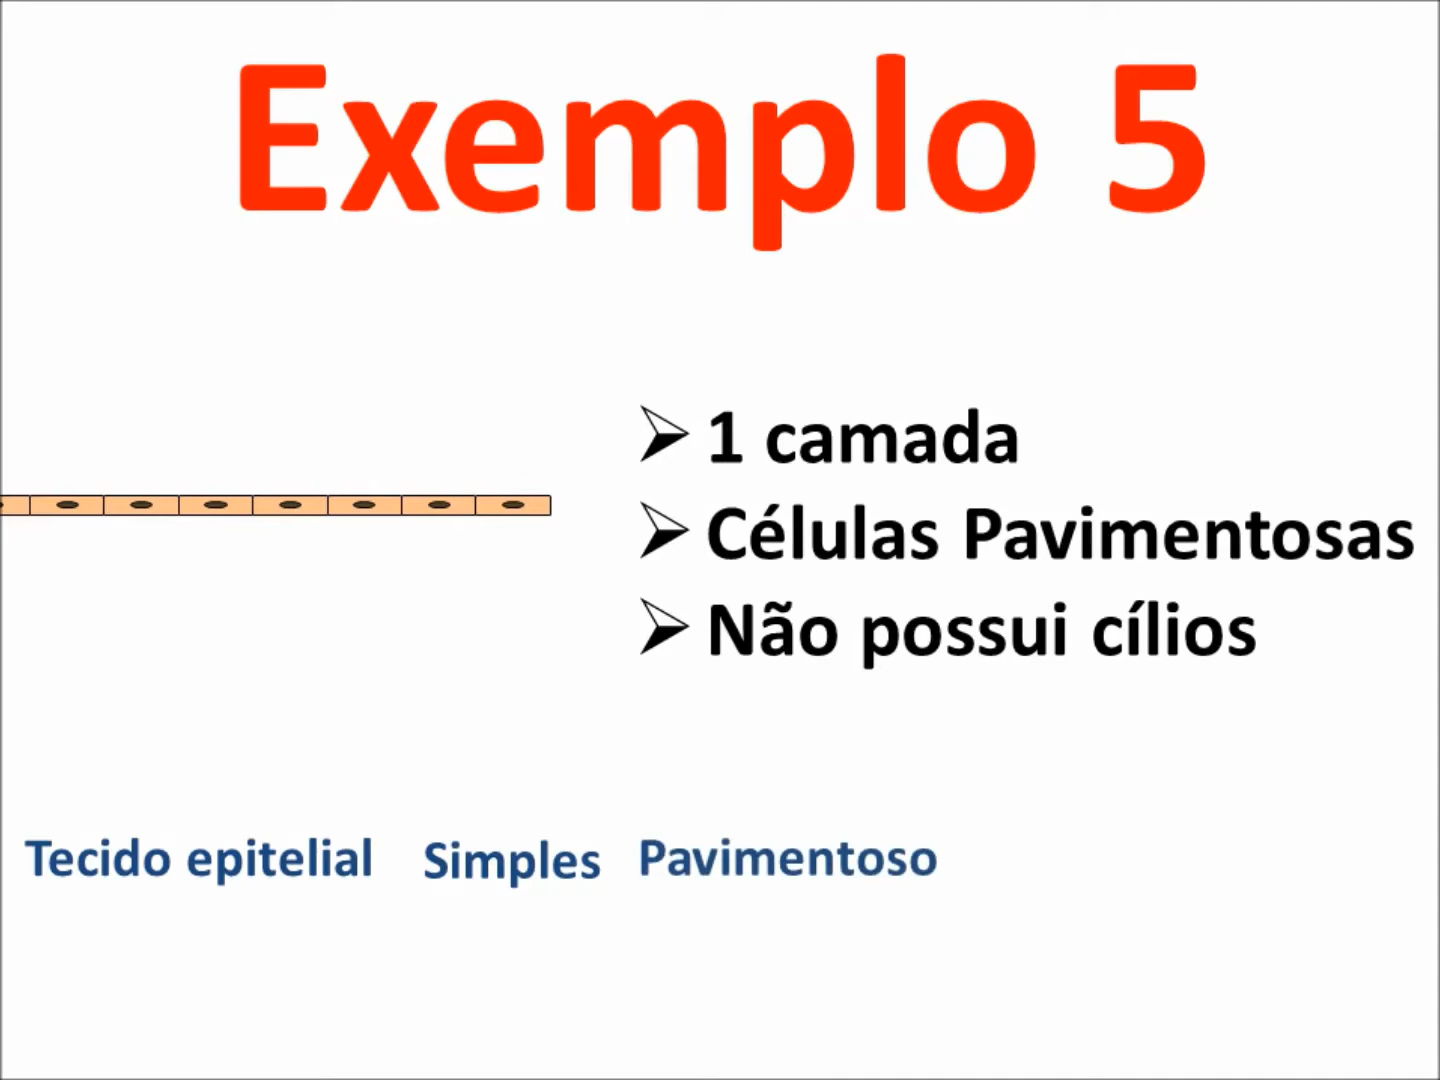 Exemplo 5
1 camada
Células Pavimentosas
Não possui cílios
Tecido epitelial Simples Pavimentoso